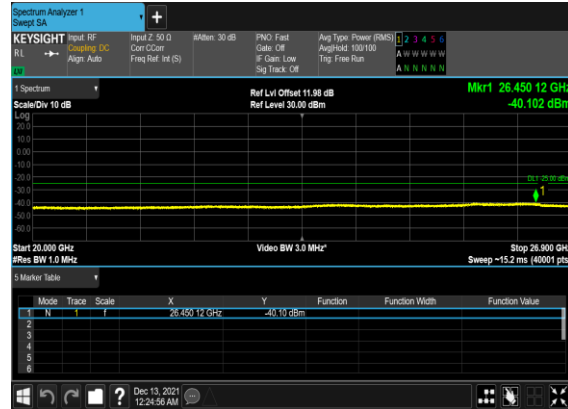 Spectrum Analyzer 1
Swept SA
+
KEYSIGHT Input: RF Input Z: 50 Ω #Atten: 30 dB PNO: Fast Avg Type: Power (RMS) 1 2 3 4 5 6
RL Coupling: DC Corr CCorr Gate: Off Avg|Hold: 100/100 A W W W W W
Align: Auto Freq Ref: Int (S) IF Gain: Low Trig: Free Run
Sig Track: Off A N N N N N
1 Spectrum Ref Lvl Offset 11.98 dB Mkr1 26.450 12 GHz
Scale/Div 10 dB Ref Level 30.00 dBm -40.102 dBm
Log
20.0
10.0
0.00
-10.0
-20.0
DL1 -25.00 dBm
-30.0
1
-40.0
-50.0
-60.0
Start 20.000 GHz Video BW 3.0 MHz* Stop 26.900 GHz
#Res BW 1.0 MHz Sweep ~15.2 ms (40001 pts)
5 Marker Table
Mode Trace Scale X Y Function Function Width Function Value
1 N 1 f 26.450 12 GHz -40.10 dBm
2
3
4
5
6
? Dec 13, 2021
12:24:56 AM